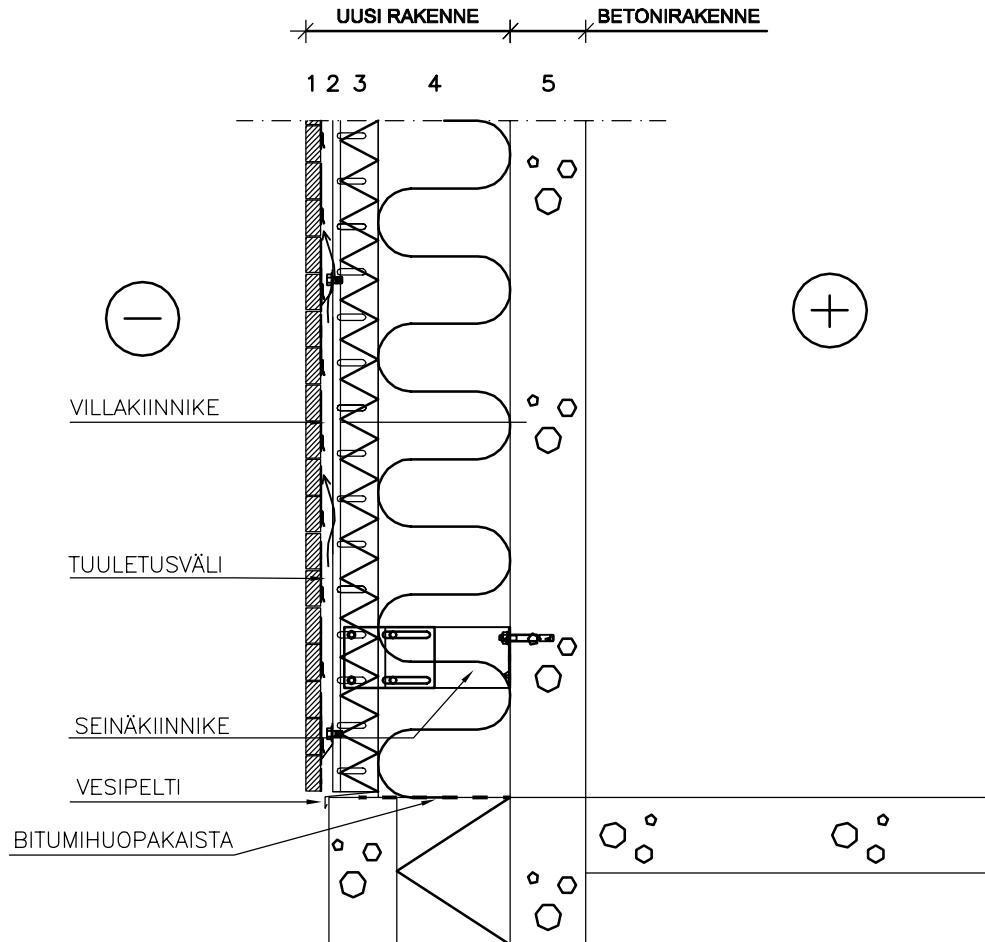 UUSI RAKENNE BETONIRAKENNE
1 2 3 4 5
VILLAKIINNIKE
TUULETUSVÄLI
SEINÄKIINNIKE
VESIPELTI
BITUMIHUOPAKAISTA